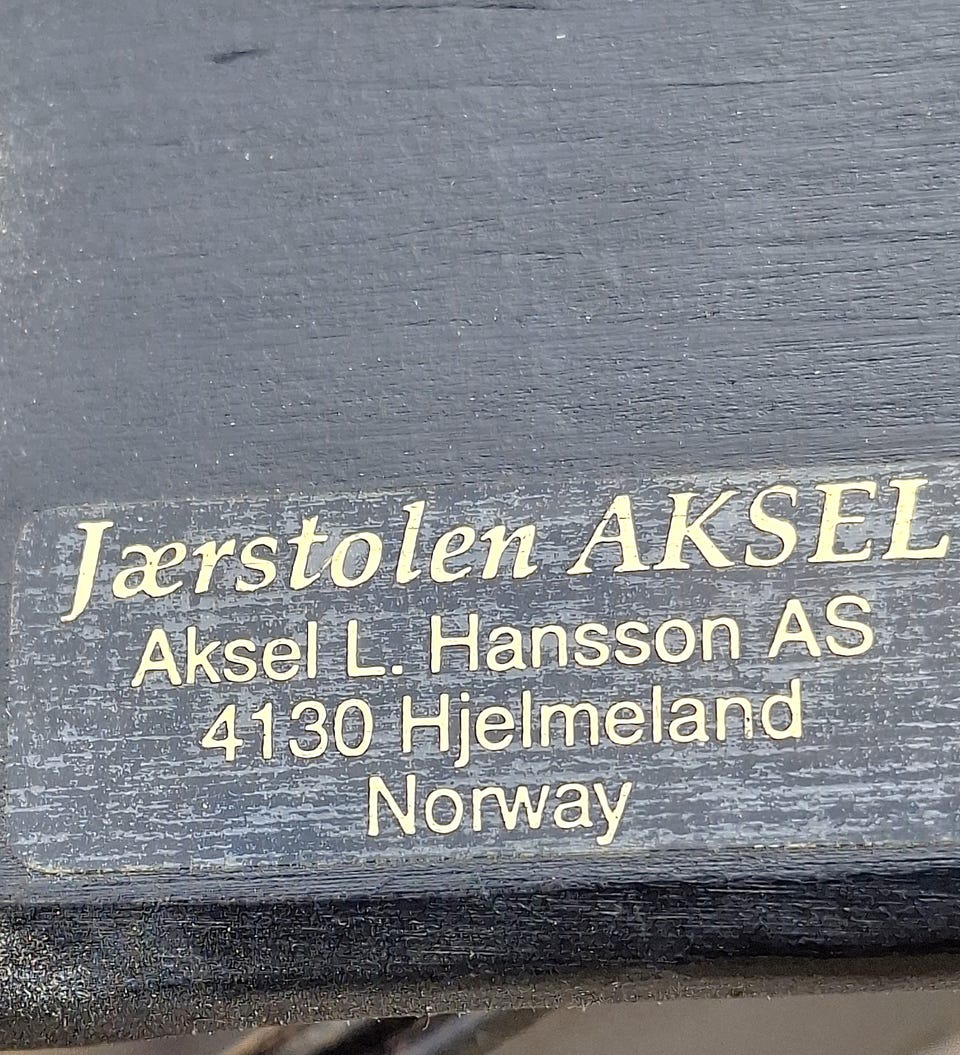 Jærstolen AKSEL
Aksel L. Hansson AS
4130 Hjelmeland
Norway